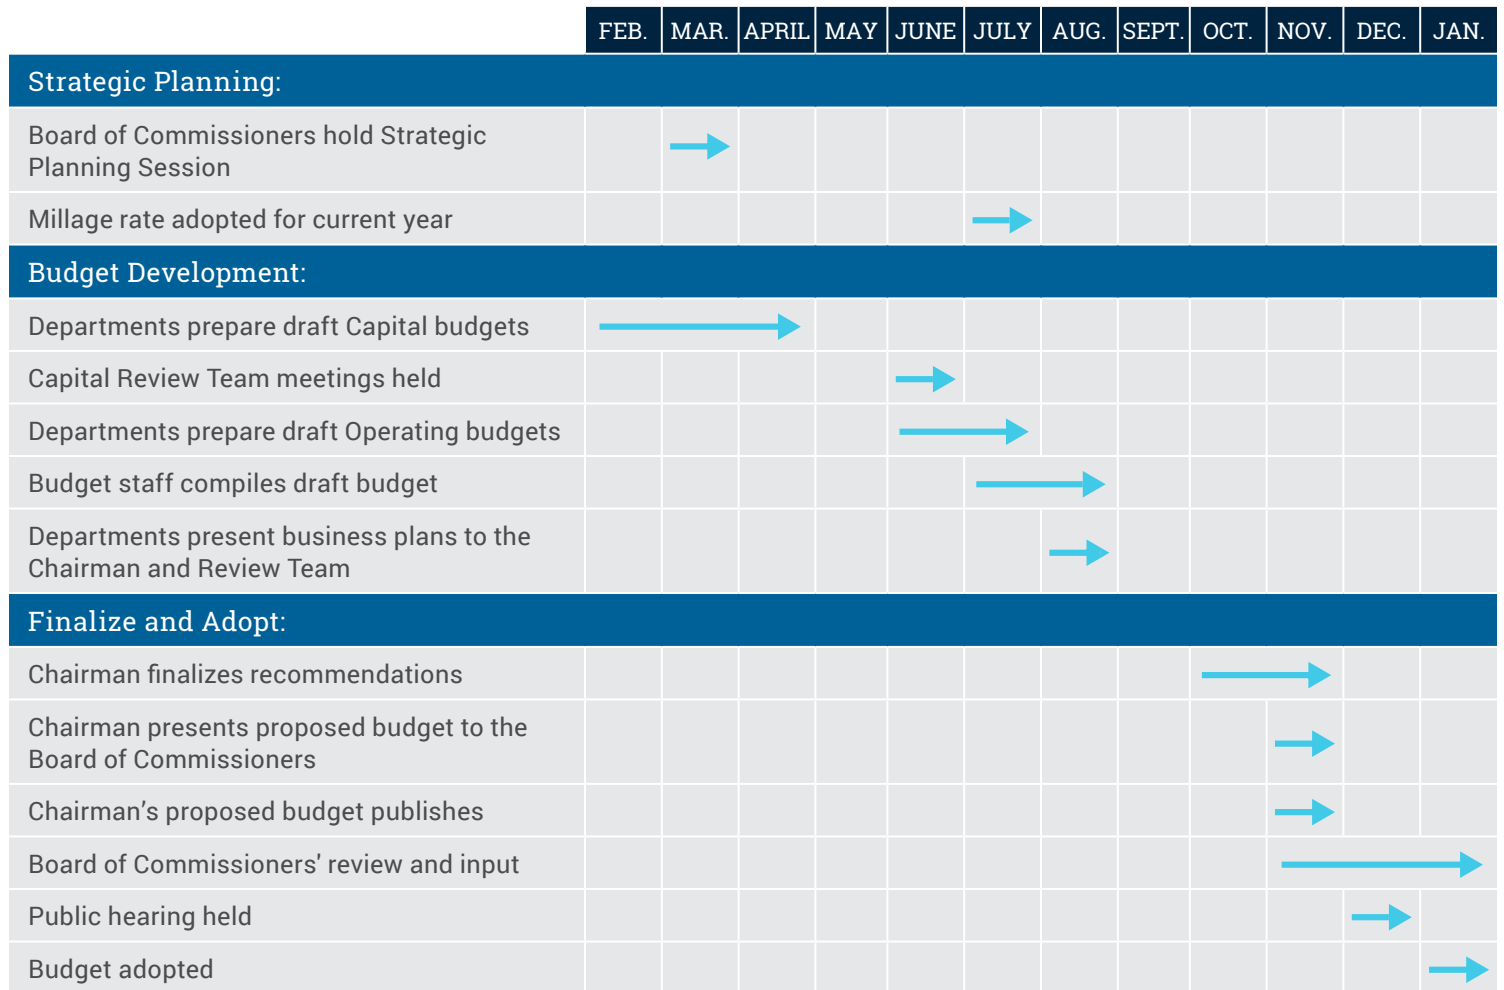 FEB. MAR. APRIL MAY JUNE JULY AUG. SEPT. OCT. NOV. DEC. JAN.
Strategic Planning:
Board of Commissioners hold Strategic
Planning Session
Millage rate adopted for current year
Budget Development:
Departments prepare draft Capital budgets
Capital Review Team meetings held
Departments prepare draft Operating budgets
Budget staff compiles draft budget
Departments present business plans to the
Chairman and Review Team
Finalize and Adopt:
Chairman finalizes recommendations
Chairman presents proposed budget to the
Board of Commissioners
Chairman’s proposed budget publishes
Board of Commissioners' review and input
Public hearing held
Budget adopted